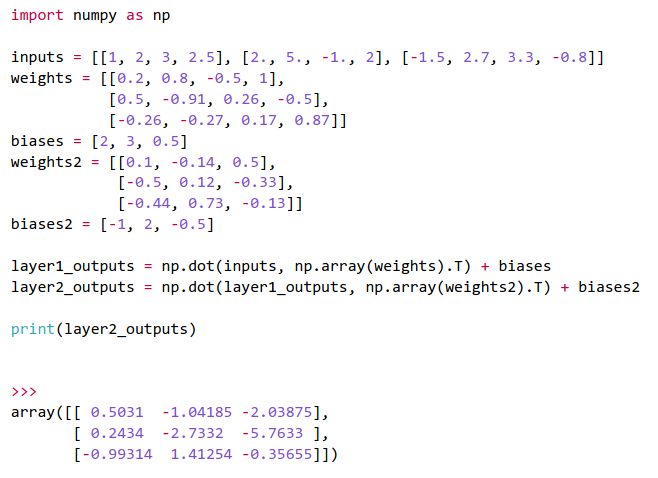 import numpy as np
inputs = [[1, 2, 3, 2.5], [2., 5., -1., 2], [-1.5, 2.7, 3.3, -0.8]]
weights = [[0.2, 0.8, -0.5, 1],
           [0.5, -0.91, 0.26, -0.5],
           [-0.26, -0.27, 0.17, 0.87]]
biases = [2, 3, 0.5]
weights2 = [[0.1, -0.14, 0.5],
            [-0.5, 0.12, -0.33],
            [-0.44, 0.73, -0.13]]
biases2 = [-1, 2, -0.5]
layer1_outputs = np.dot(inputs, np.array(weights).T) + biases
layer2_outputs = np.dot(layer1_outputs, np.array(weights2).T) + biases2
print(layer2_outputs)
>>>
array([[ 0.5031  -1.04185 -2.03875],
       [ 0.2434  -2.7332  -5.7633 ],
       [-0.99314  1.41254 -0.35655]])